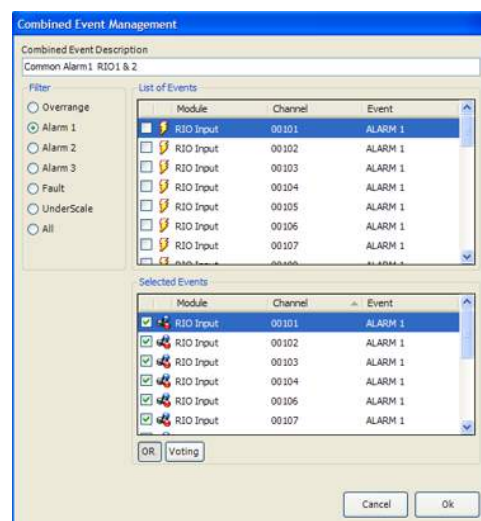 Combined Event Management
Combined Event Description
Common Alarm1 RIO1 & 2
Filter
Overrange
Alarm 1
Alarm 2
Alarm 3
Fault
UnderScale
All
List of Events
Module Channel Event
RIO Input 00101 ALARM 1
RIO Input 00102 ALARM 1
RIO Input 00103 ALARM 1
RIO Input 00104 ALARM 1
RIO Input 00105 ALARM 1
RIO Input 00106 ALARM 1
RIO Input 00107 ALARM 1
Selected Events
Module Channel Event
RIO Input 00101 ALARM 1
RIO Input 00102 ALARM 1
RIO Input 00103 ALARM 1
RIO Input 00104 ALARM 1
RIO Input 00106 ALARM 1
RIO Input 00107 ALARM 1
OR Voting
Cancel Ok